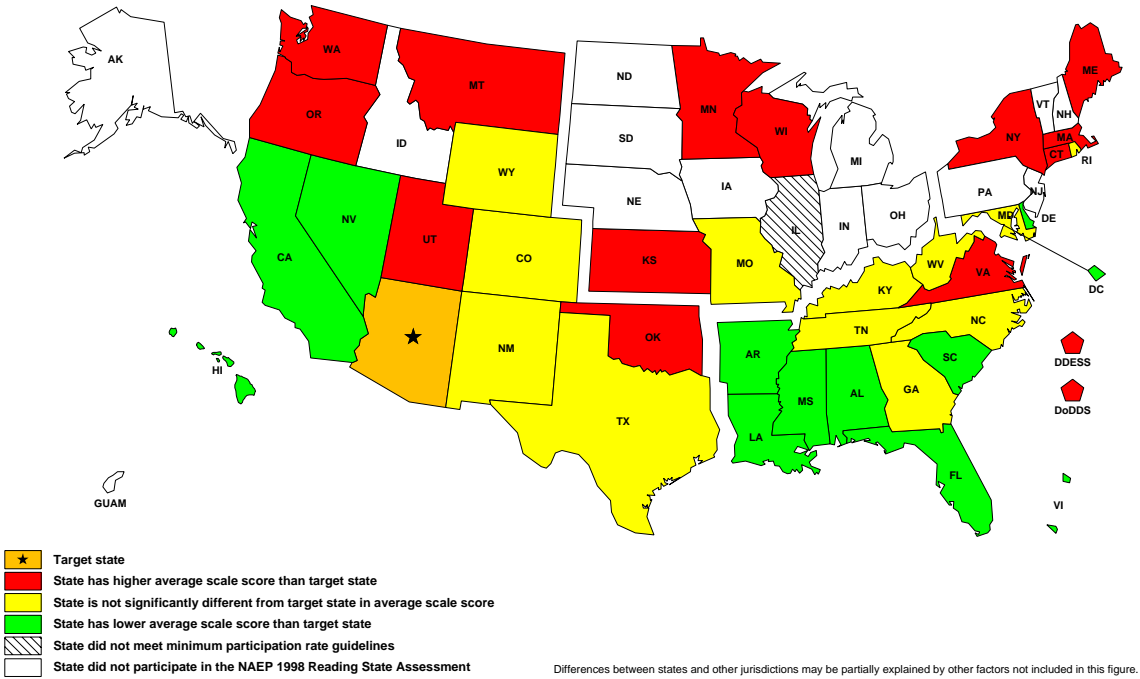 AK
WA
MT
ND
MN
ME
VT
NH
OR
ID
SD
WI
NY
MA
CT
RI
WY
MI
IA
PA
NJ
NE
NV
OH
IN
IL
DE
MD
UT
CO
KS
MO
WV
VA
CA
KY
DC
NC
TN
OK
NM
AR
SC
DDESS
HI
GA
AL
MS
DoDDS
TX
LA
FL
GUAM
VI
Target state
State has higher average scale score than target state
State is not significantly different from target state in average scale score
State has lower average scale score than target state
State did not meet minimum participation rate guidelines
State did not participate in the NAEP 1998 Reading State Assessment
Differences between states and other jurisdictions may be partially explained by other factors not included in this figure.